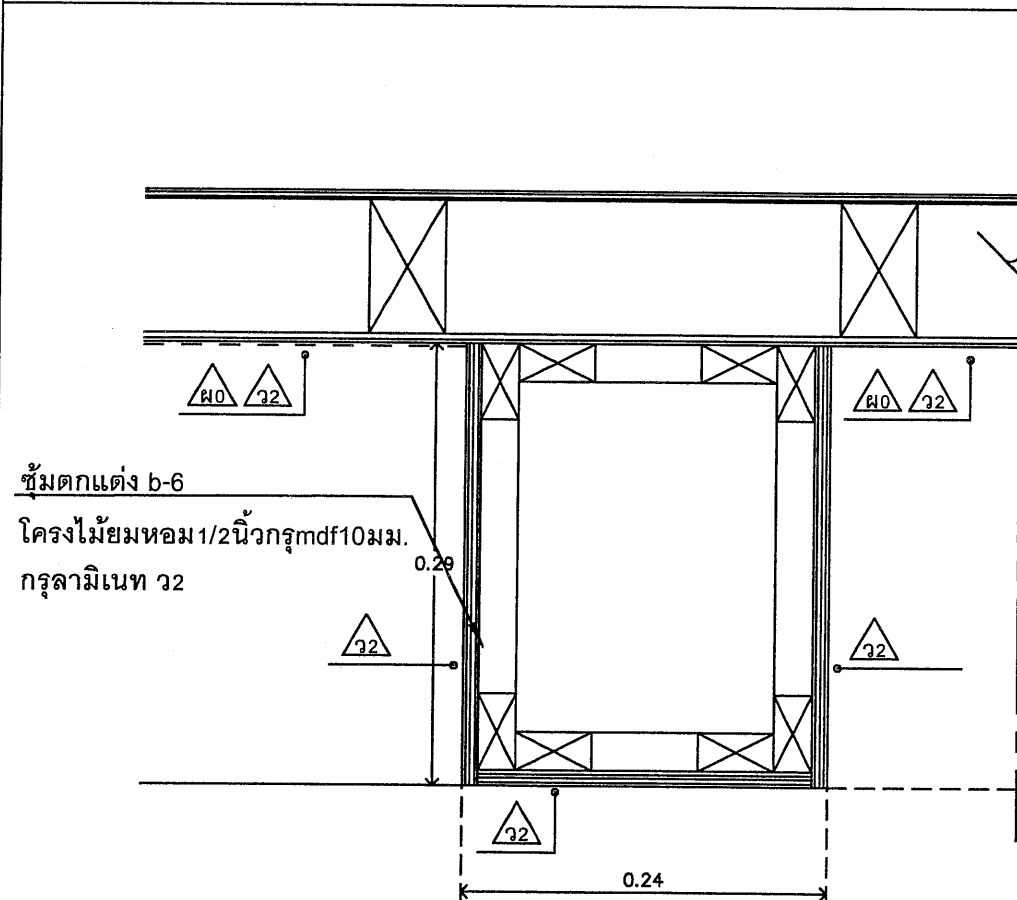 ผ0 ว2
ผ0 ว2
ซุ้มตกแต่ง b-6
โครงไม้ยมหอม1/2นิ้วกรุmdf10มม.
0.29
กรุลามิเนท ว2
ว2
ว2
ว2
0.24